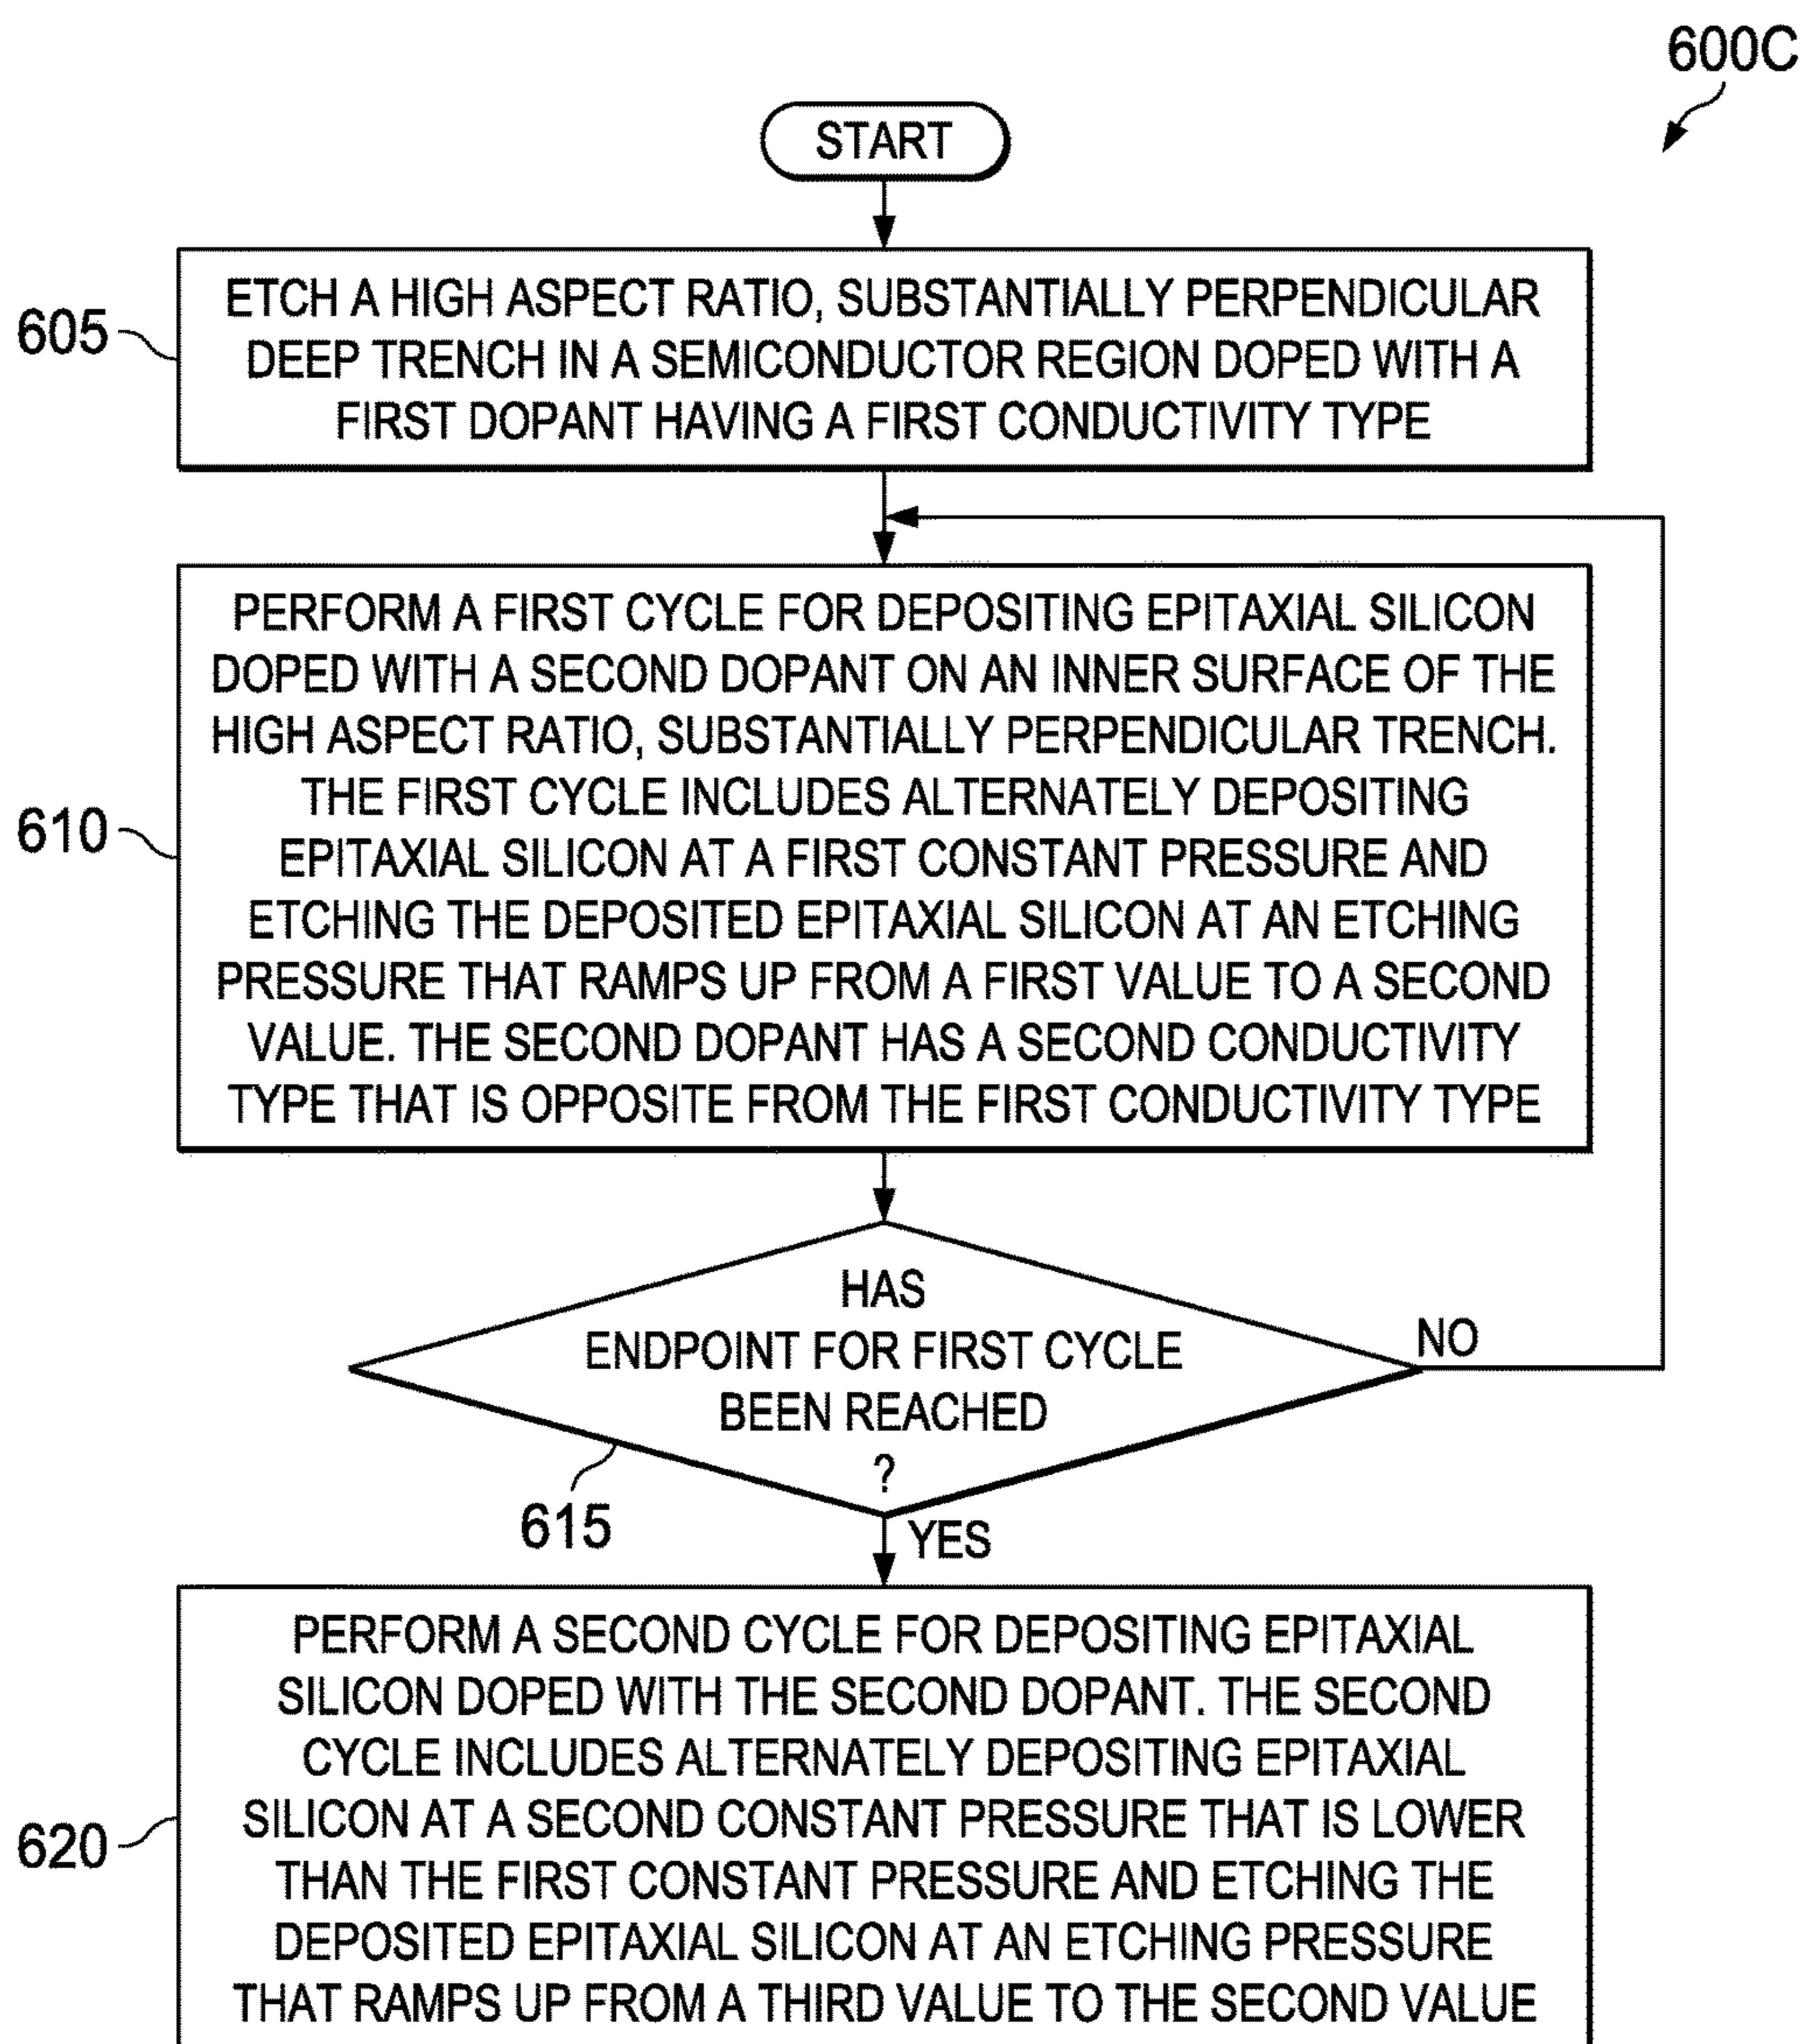 600C
START
605
ETCH A HIGH ASPECT RATIO, SUBSTANTIALLY PERPENDICULAR
DEEP TRENCH IN A SEMICONDUCTOR REGION DOPED WITH A
FIRST DOPANT HAVING A FIRST CONDUCTIVITY TYPE
610
PERFORM A FIRST CYCLE FOR DEPOSITING EPITAXIAL SILICON
DOPED WITH A SECOND DOPANT ON AN INNER SURFACE OF THE
HIGH ASPECT RATIO, SUBSTANTIALLY PERPENDICULAR TRENCH.
THE FIRST CYCLE INCLUDES ALTERNATELY DEPOSITING
EPITAXIAL SILICON AT A FIRST CONSTANT PRESSURE AND
ETCHING THE DEPOSITED EPITAXIAL SILICON AT AN ETCHING
PRESSURE THAT RAMPS UP FROM A FIRST VALUE TO A SECOND
VALUE. THE SECOND DOPANT HAS A SECOND CONDUCTIVITY
TYPE THAT IS OPPOSITE FROM THE FIRST CONDUCTIVITY TYPE
HAS
ENDPOINT FOR FIRST CYCLE
BEEN REACHED
?
NO
615
YES
620
PERFORM A SECOND CYCLE FOR DEPOSITING EPITAXIAL
SILICON DOPED WITH THE SECOND DOPANT. THE SECOND
CYCLE INCLUDES ALTERNATELY DEPOSITING EPITAXIAL
SILICON AT A SECOND CONSTANT PRESSURE THAT IS LOWER
THAN THE FIRST CONSTANT PRESSURE AND ETCHING THE
DEPOSITED EPITAXIAL SILICON AT AN ETCHING PRESSURE
THAT RAMPS UP FROM A THIRD VALUE TO THE SECOND VALUE